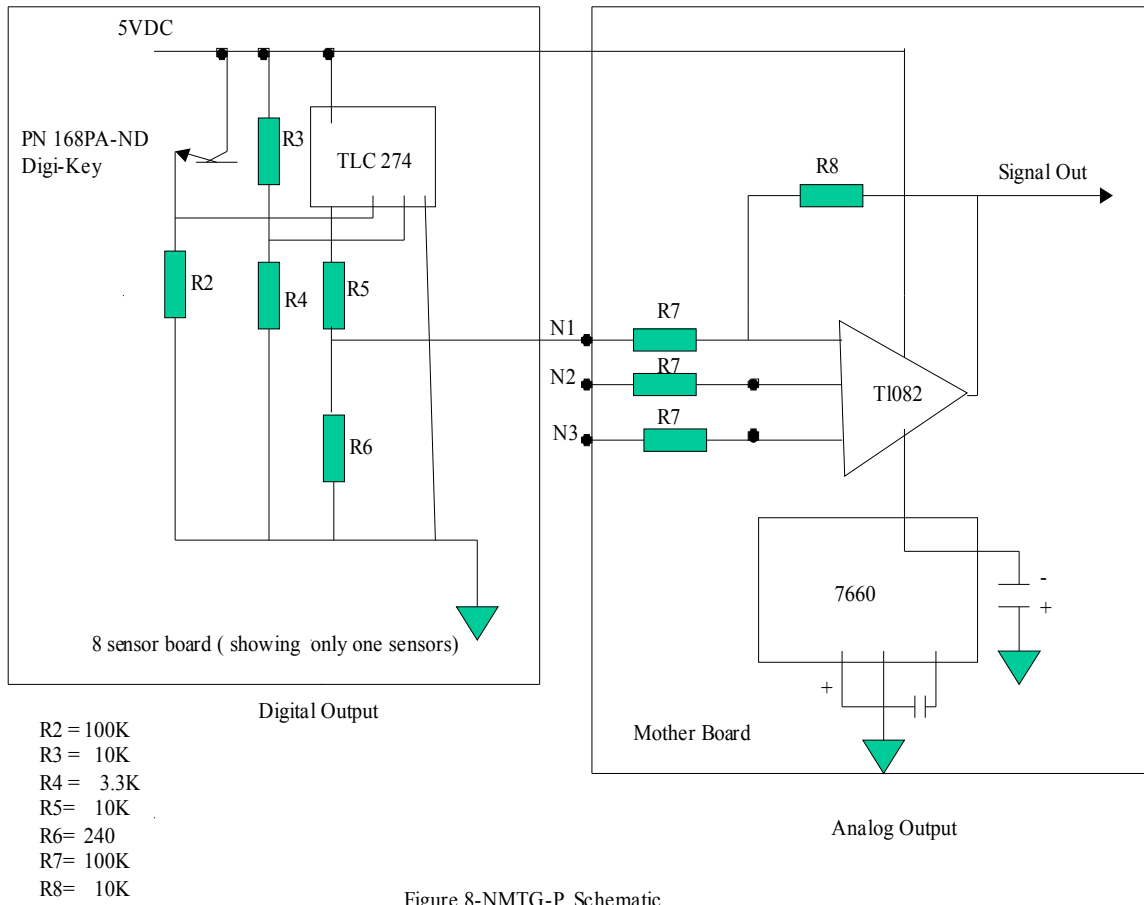 5VDC
PN 168PA-ND
Digi-Key
R3
TLC 274
R2
R4
R5
R6
8 sensor board ( showing only one sensors)
Digital Output
R8
Signal Out
N1
R7
N2
R7
N3
R7
Tl082
7660
-
+
+
Mother Board
Analog Output
R2 = 100K
R3 = 10K
R4 = 3.3K
R5= 10K
R6= 240
R7= 100K
R8= 10K
Figure 8-NMTG-P Schematic